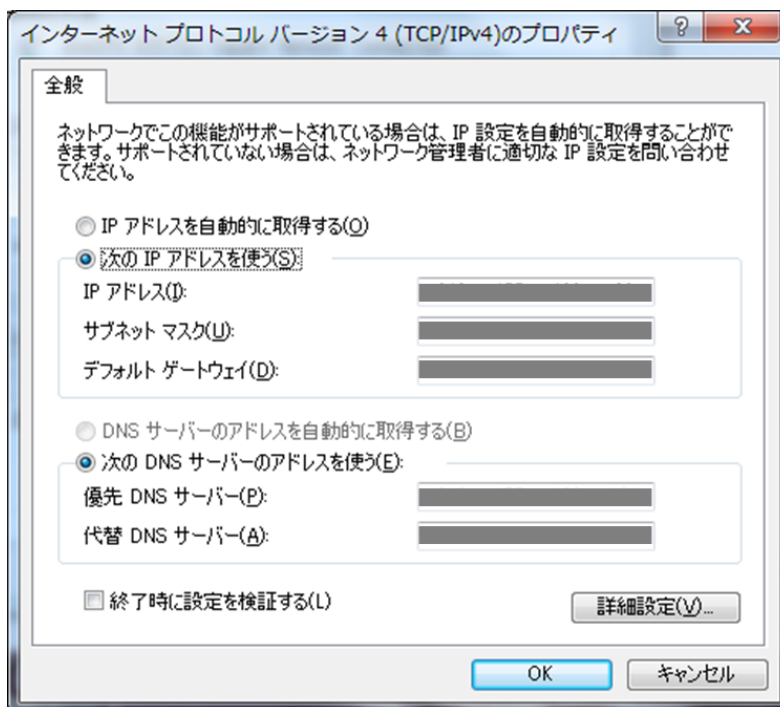 インターネット プロトコル バージョン 4 (TCP/IPv4)のプロパティ
全般
ネットワークでこの機能がサポートされている場合は、IP 設定を自動的に取得することがで
きます。サポートされていない場合は、ネットワーク管理者に適切な IP 設定を問い合わせ
てください。
IP アドレスを自動的に取得する(O)
次の IP アドレスを使う(S):
IP アドレス(I):
サブネット マスク(U):
デフォルト ゲートウェイ(D):
DNS サーバーのアドレスを自動的に取得する(B)
次の DNS サーバーのアドレスを使う(E):
優先 DNS サーバー(P):
代替 DNS サーバー(A):
終了時に設定を検証する(L)
詳細設定(V)...
OK
キャンセル